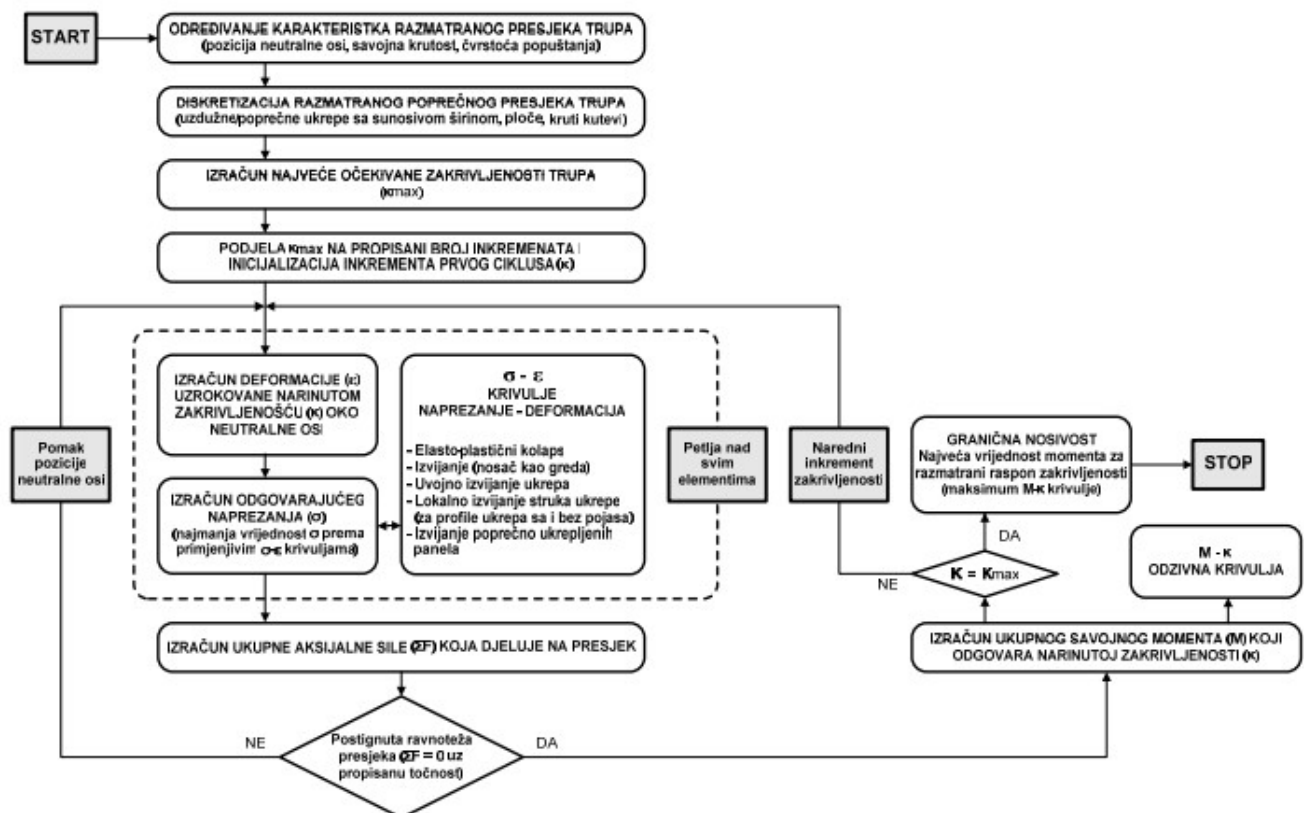 START
ODREĐIVANJE KARAKTERISTKA RAZMATRANOG PRESJEKA TRUPA
(pozicija neutralne osi, savojna krutost, čvrstoća popuštanja)
DISKRETIZACIJA RAZMATRANOG POPREČNOG PRESJEKA TRUPA
(uzdužne/poprečne ukrepe sa sunosivom širinom, ploče, kruti kutevi)
IZRAČUN NAJVEĆE OČEKIVANE ZAKRIVLJENOSTI TRUPA
(κmax)
PODJELA κmax NA PROPISANI BROJ INKREMENATA I
INICIJALIZACIJA INKREMENTA PRVOG CIKLUSA (κ)
IZRAČUN DEFORMACIJE (ε)
UZROKOVANE NARINUTOM
ZAKRIVLJENOŠĆU (κ) OKO
NEUTRALNE OSI
σ - ε
KRIVULJE
NAPREZANJE - DEFORMACIJA
- Elasto-plastični kolaps
- Izvijanje (nosač kao greda)
- Uvojno izvijanje ukrepa
- Lokalno izvijanje struka ukrepe
(za profile ukrepa sa i bez pojasa)
- Izvijanje poprečno ukrepljenih
panela
IZRAČUN ODGOVARAJUĆEG
NAPREZANJA (σ)
(najmanja vrijednost σ prema
primjenjivim σ-ε krivuljama)
Pomak
pozicije
neutralne osi
Petlja nad
svim
elementima
Naredni
inkrement
zakrivljenosti
GRANIČNA NOSIVOST
Najveća vrijednost momenta za
razmatrani raspon zakrivljenosti
(maksimum M-κ krivulje)
STOP
DA
NE
κ = κmax
M - κ
ODZIVNA KRIVULJA
IZRAČUN UKUPNE AKSIJALNE SILE (ΣF) KOJA DJELUJE NA PRESJEK
IZRAČUN UKUPNOG SAVOJNOG MOMENTA (M) KOJI
ODGOVARA NARINUTOJ ZAKRIVLJENOSTI (κ)
NE
Postignuta ravnoteža
presjeka (ΣF = 0 uz
propisanu točnost)
DA